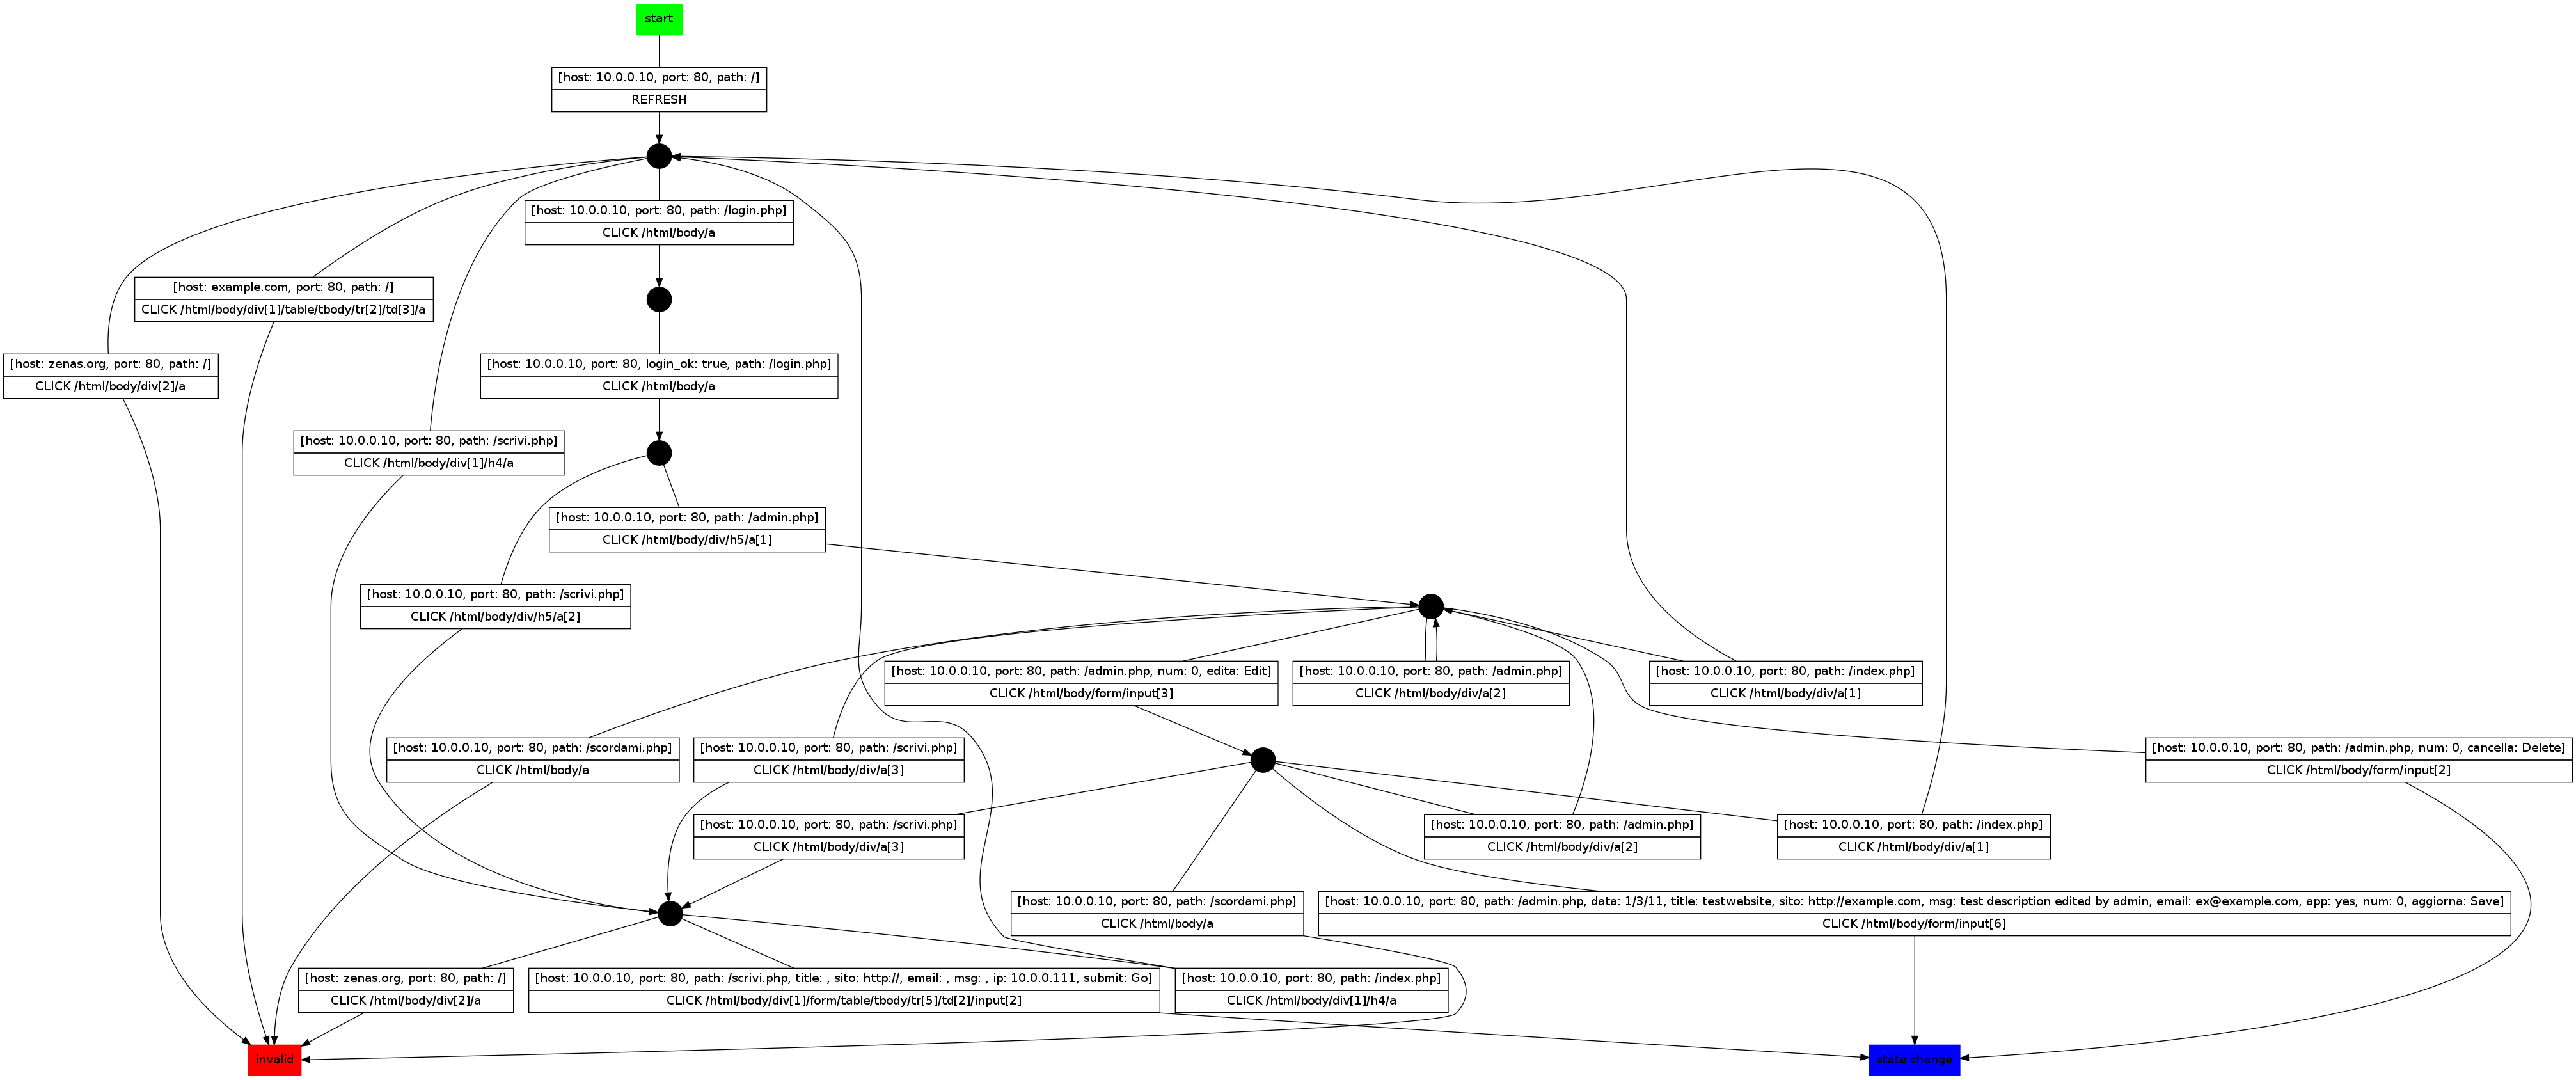 start
[host: 10.0.0.10, port: 80, path: /]
REFRESH
[host: 10.0.0.10, port: 80, path: /login.php]
CLICK /html/body/a
[host: example.com, port: 80, path: /]
CLICK /html/body/div[1]/table/tbody/tr[2]/td[3]/a
[host: zenas.org, port: 80, path: /]
CLICK /html/body/div[2]/a
[host: 10.0.0.10, port: 80, login_ok: true, path: /login.php]
CLICK /html/body/a
[host: 10.0.0.10, port: 80, path: /scrivi.php]
CLICK /html/body/div[1]/h4/a
[host: 10.0.0.10, port: 80, path: /admin.php]
CLICK /html/body/div/h5/a[1]
[host: 10.0.0.10, port: 80, path: /scrivi.php]
CLICK /html/body/div/h5/a[2]
[host: 10.0.0.10, port: 80, path: /admin.php, num: 0, edita: Edit]
CLICK /html/body/form/input[3]
[host: 10.0.0.10, port: 80, path: /admin.php]
CLICK /html/body/div/a[2]
[host: 10.0.0.10, port: 80, path: /index.php]
CLICK /html/body/div/a[1]
[host: 10.0.0.10, port: 80, path: /scordami.php]
CLICK /html/body/a
[host: 10.0.0.10, port: 80, path: /scrivi.php]
CLICK /html/body/div/a[3]
[host: 10.0.0.10, port: 80, path: /admin.php, num: 0, cancella: Delete]
CLICK /html/body/form/input[2]
[host: 10.0.0.10, port: 80, path: /scrivi.php]
CLICK /html/body/div/a[3]
[host: 10.0.0.10, port: 80, path: /admin.php]
CLICK /html/body/div/a[2]
[host: 10.0.0.10, port: 80, path: /index.php]
CLICK /html/body/div/a[1]
[host: 10.0.0.10, port: 80, path: /scordami.php]
CLICK /html/body/a
[host: 10.0.0.10, port: 80, path: /admin.php, data: 1/3/11, title: testwebsite, sito: http://example.com, msg: test description edited by admin, email: ex@example.com, app: yes, num: 0, aggiorna: Save]
CLICK /html/body/form/input[6]
[host: zenas.org, port: 80, path: /]
CLICK /html/body/div[2]/a
[host: 10.0.0.10, port: 80, path: /scrivi.php, title: , sito: http://, email: , msg: , ip: 10.0.0.111, submit: Go]
CLICK /html/body/div[1]/form/table/tbody/tr[5]/td[2]/input[2]
[host: 10.0.0.10, port: 80, path: /index.php]
CLICK /html/body/div[1]/h4/a
invalid
state change